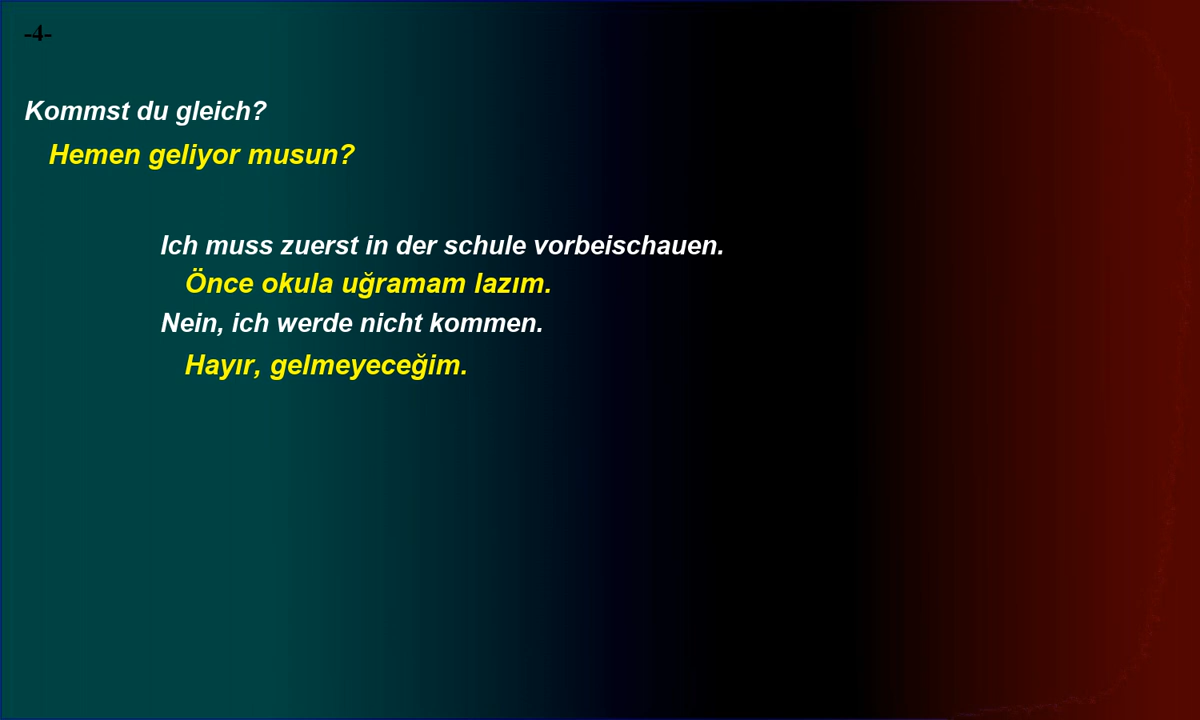 -4-
Kommst du gleich?
Hemen geliyor musun?
Ich muss zuerst in der schule vorbeischauen.
Önce okula uğramam lazım.
Nein, ich werde nicht kommen.
Hayır, gelmeyeceğim.